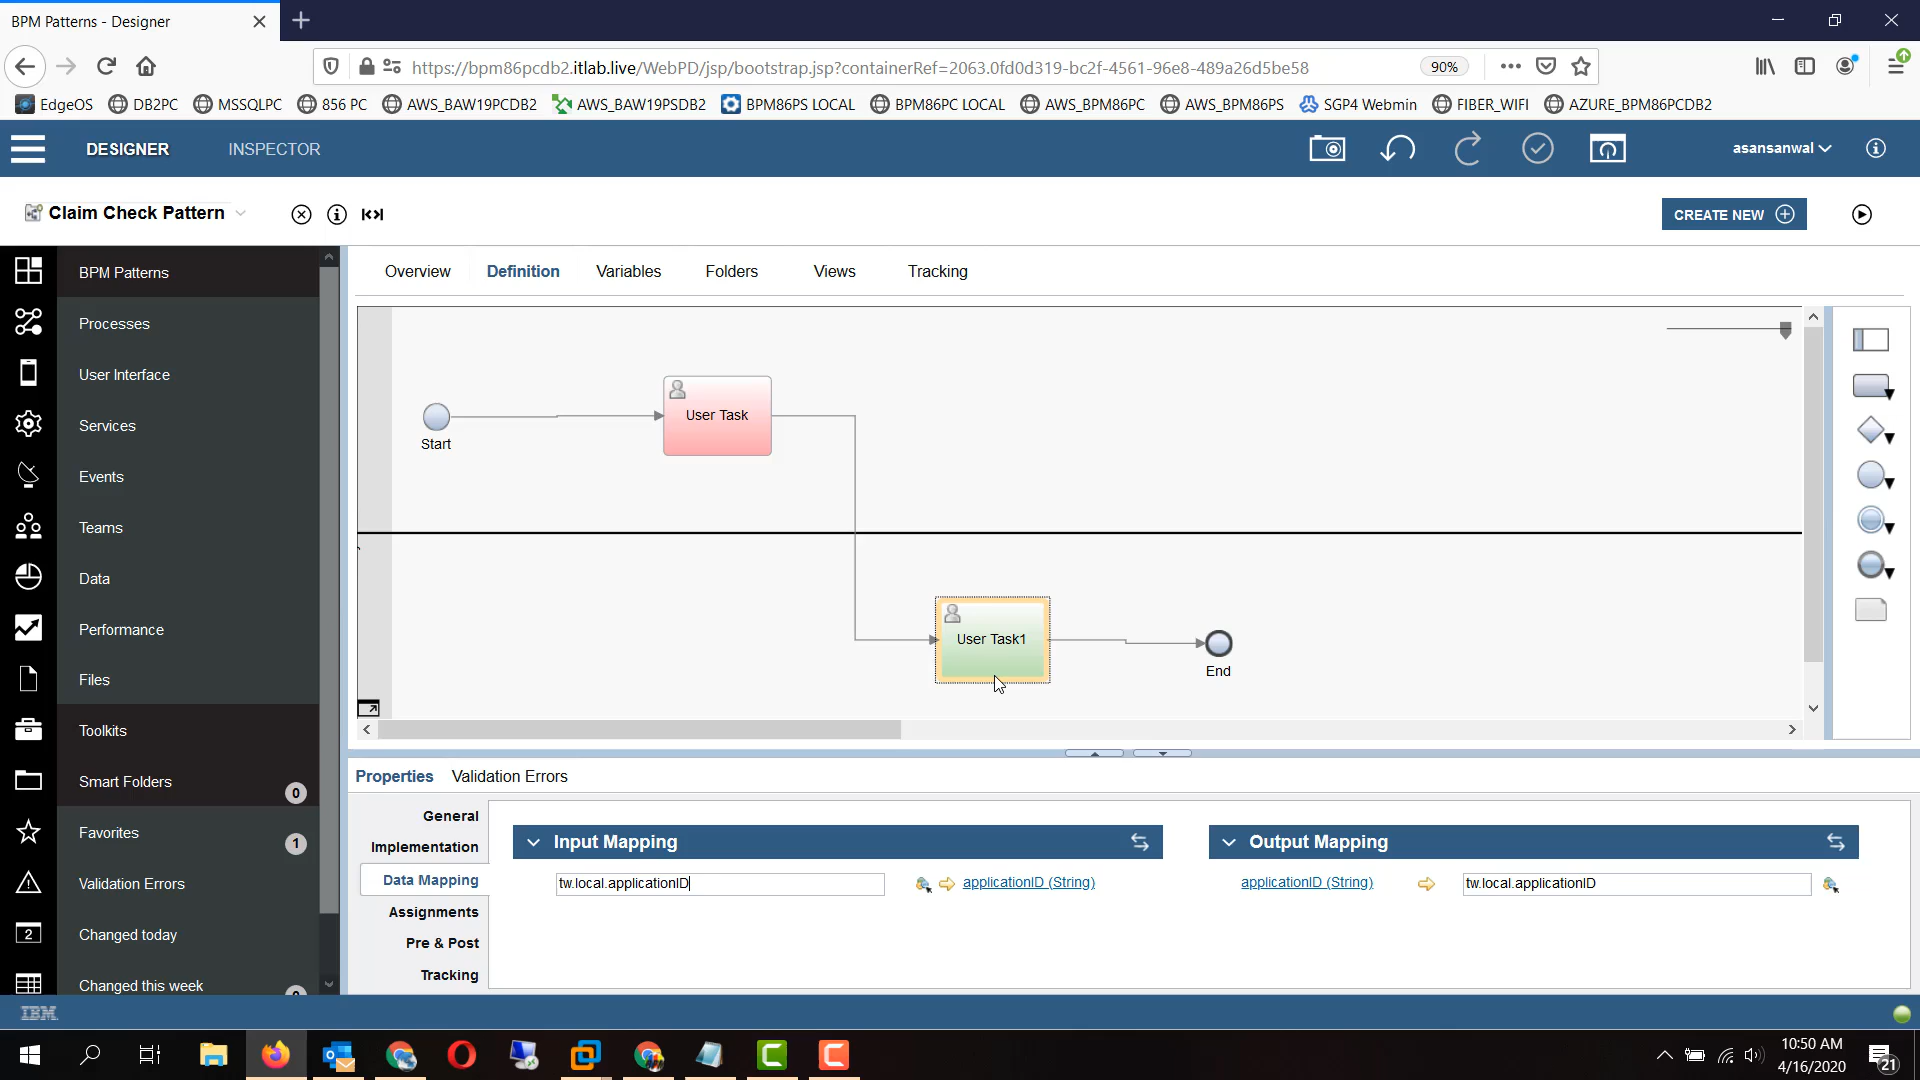 BPM Patterns - Designer
https://bpm86pcdb2.itlab.live/WebPD/jsp/bootstrap.jsp?containerRef=2063.0fd0d319-bc2f-4561-96e8-489a26d5be58
90%
EdgeOS DB2PC MSSQLPC 856 PC AWS_BAW19PCDB2 AWS_BAW19PSDB2 BPM86PS LOCAL BPM86PC LOCAL AWS_BPM86PC AWS_BPM86PS SGP4 Webmin FIBER_WIFI AZURE_BPM86PCDB2
DESIGNER INSPECTOR
asansanwal
Claim Check Pattern
CREATE NEW
BPM Patterns
Processes
User Interface
Services
Events
Teams
Data
Performance
Files
Toolkits
Smart Folders 0
Favorites 1
Validation Errors
2 Changed today
Changed this week
Overview Definition Variables Folders Views Tracking
User Task
Start
User Task1
End
Properties Validation Errors
General
Implementation
Data Mapping
Assignments
Pre & Post
Tracking
Input Mapping
tw.local.applicationID applicationID (String)
Output Mapping
applicationID (String) tw.local.applicationID
IBM
10:50 AM
4/16/2020
21